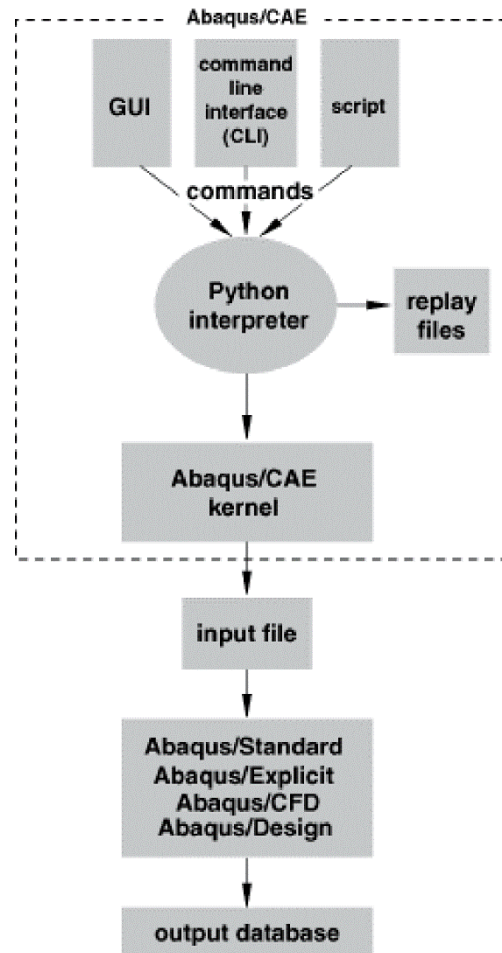 Abaqus/CAE
GUI
command
line
interface
(CLI)
script
commands
Python
interpreter
replay
files
Abaqus/CAE
kernel
input file
Abaqus/Standard
Abaqus/Explicit
Abaqus/CFD
Abaqus/Design
output database